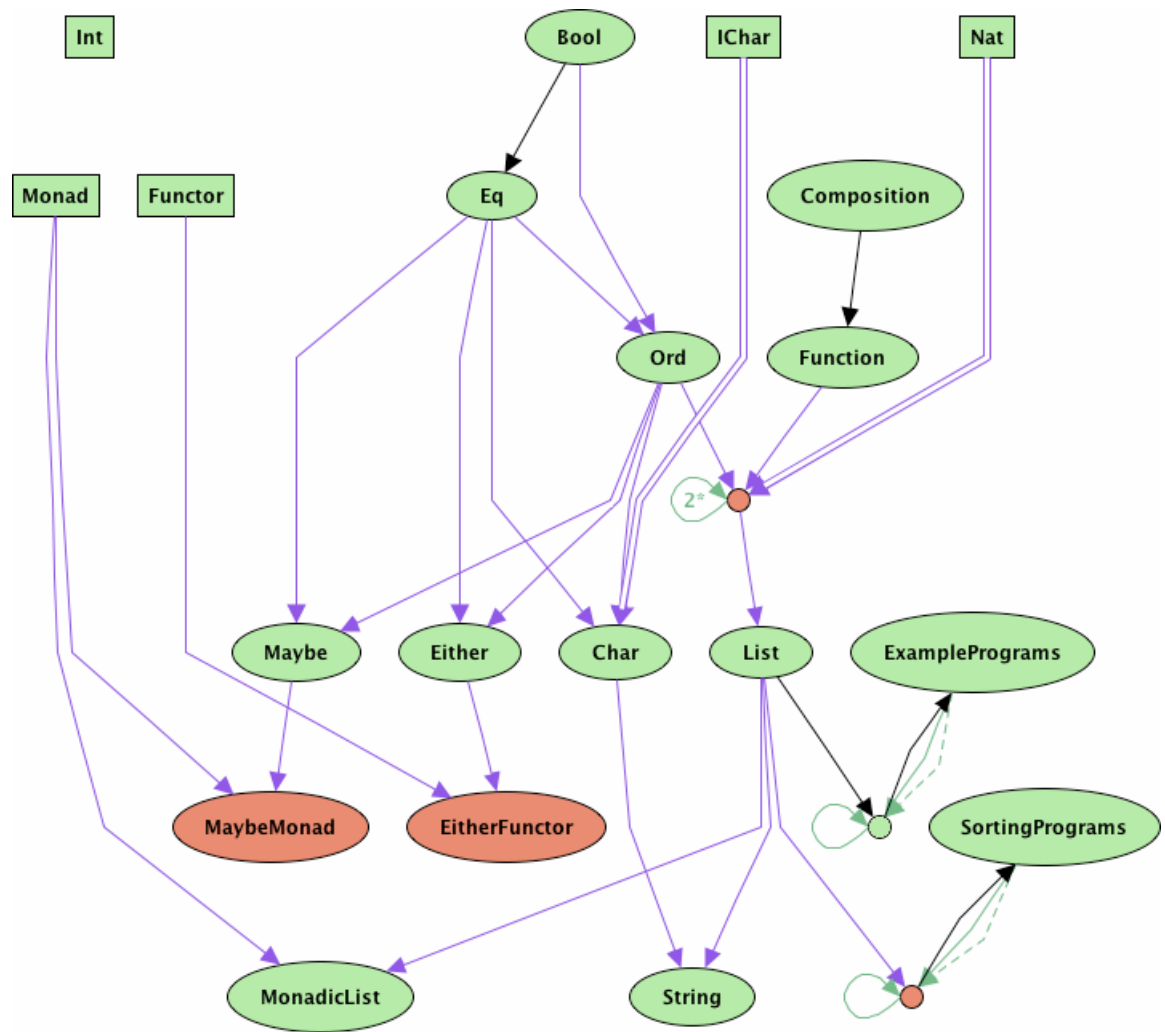 Int
Bool
IChar
Nat
Monad
Functor
Eq
Composition
Ord
Function
2*
Maybe
Either
Char
List
ExamplePrograms
MaybeMonad
EitherFunctor
SortingPrograms
MonadicList
String